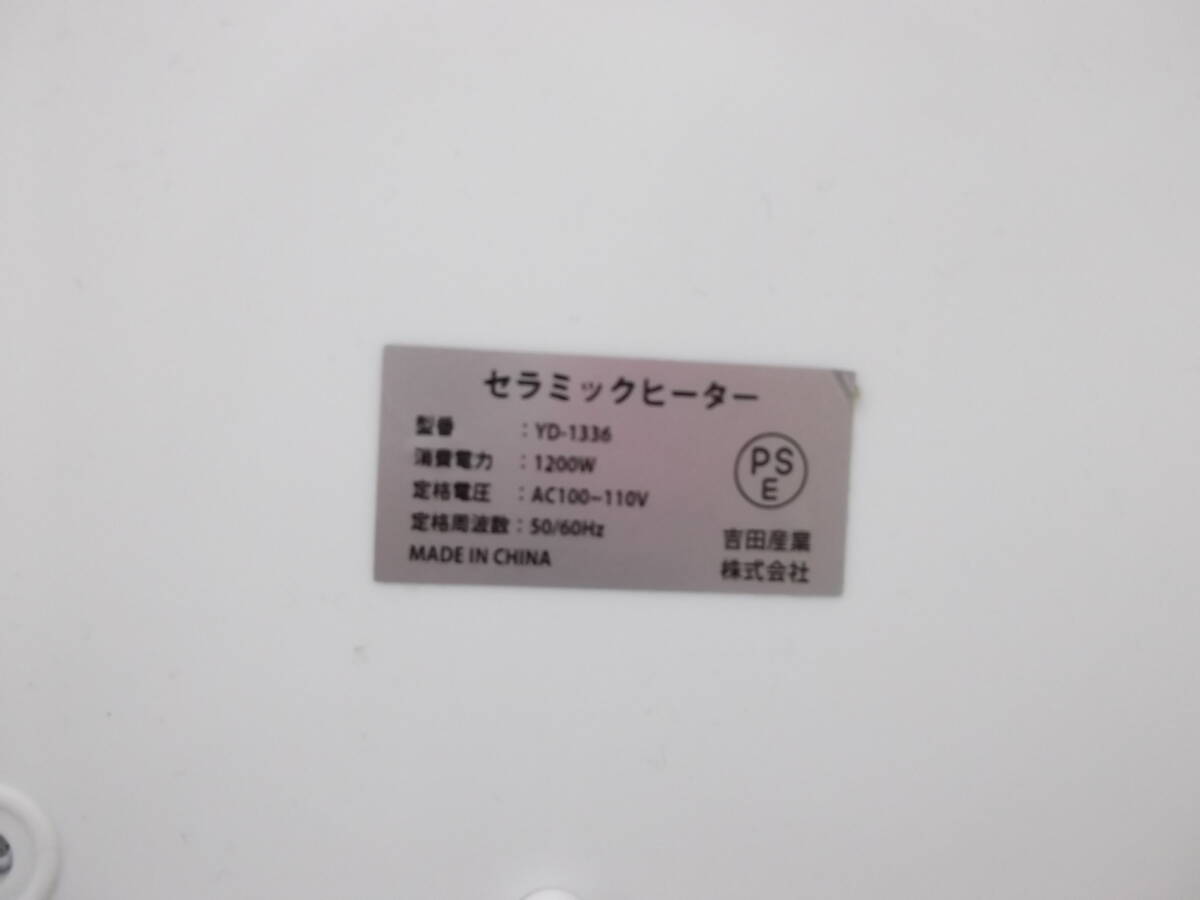 セラミックヒーター
型番 : YD-1336
消費電力 : 1200W
定格電圧 : AC100~110V
定格周波数 : 50/60Hz
MADE IN CHINA
PS
E
吉田産業
株式会社